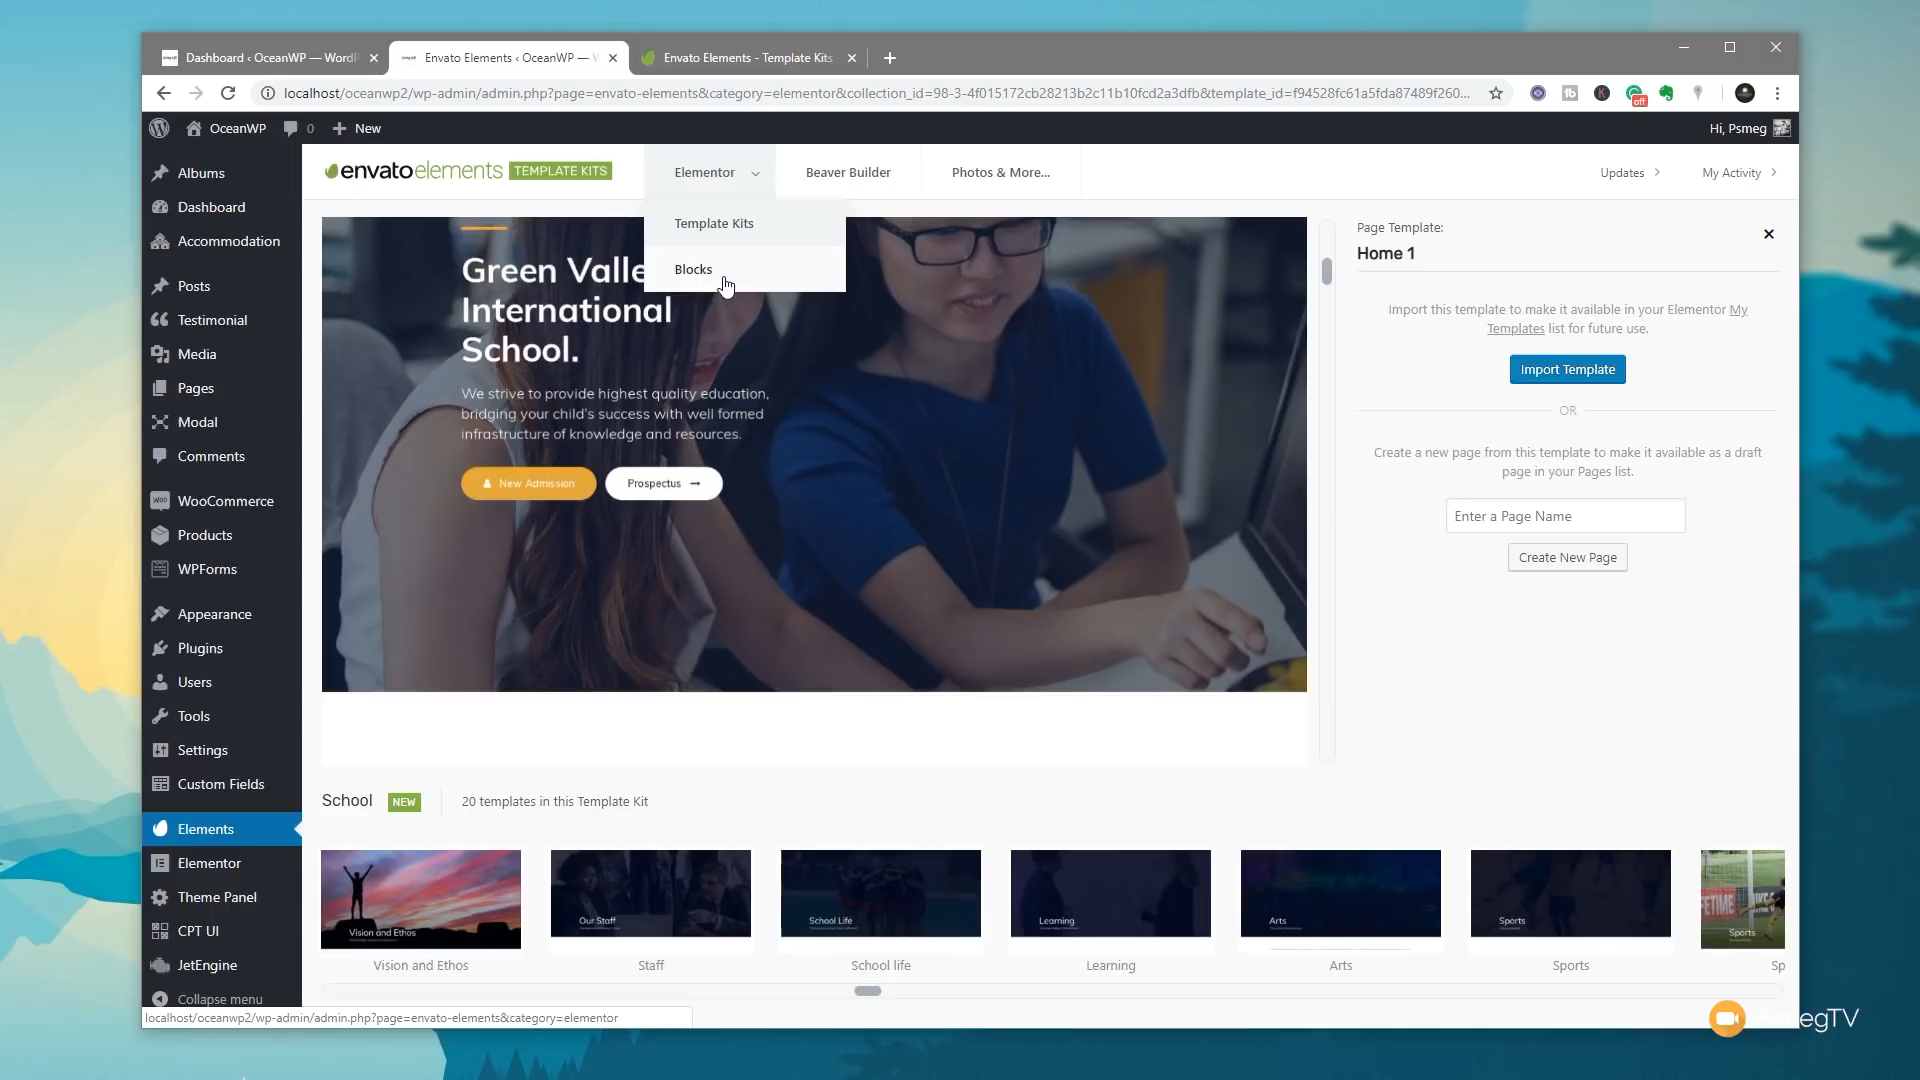 Dashboard ‹ OceanWP — WordP
Envato Elements ‹ OceanWP — W
Envato Elements - Template Kits
localhost/oceanwp2/wp-admin/admin.php?page=envato-elements&category=elementor&collection_id=98-3-4f015172cb28213b2c11b10fcd2a3dfb&template_id=f94528fc61a5fda87489f260...
off
OceanWP
0
New
Hi, Psmeg
Albums
Dashboard
Accommodation
Posts
Testimonial
Media
Pages
Modal
Comments
WooCommerce
Products
WPForms
Appearance
Plugins
Users
Tools
Settings
Custom Fields
Elements
Elementor
Theme Panel
CPT UI
JetEngine
Collapse menu
envatoelements TEMPLATE KITS
Elementor
Beaver Builder
Photos & More...
Updates
My Activity
Template Kits
Blocks
Green Valle
International
School.
We strive to provide highest quality education,
bridging your child's success with well formed
infrastructure of knowledge and resources.
New Admission
Prospectus
Page Template:
Home 1
Import this template to make it available in your Elementor My
Templates list for future use.
Import Template
OR
Create a new page from this template to make it available as a draft
page in your Pages list.
Enter a Page Name
Create New Page
School NEW 20 templates in this Template Kit
Vision and Ethos
Our Staff
School Life
Learning
Arts
Sports
Sports
Vision and Ethos
Staff
School life
Learning
Arts
Sports
Sp
localhost/oceanwp2/wp-admin/admin.php?page=envato-elements&category=elementor